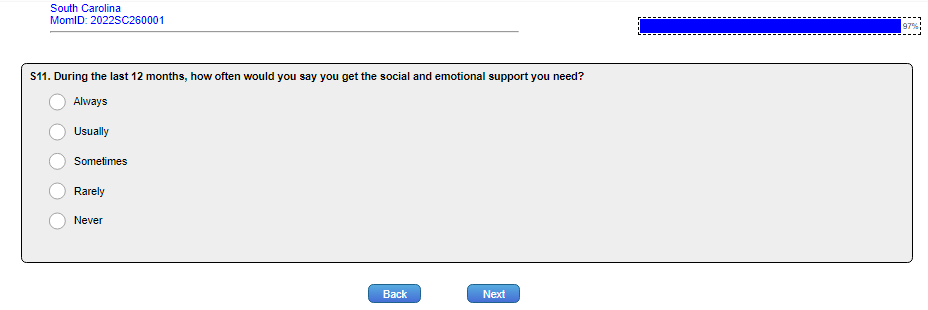 South Carolina
MomID: 2022SC260001
97%
S11. During the last 12 months, how often would you say you get the social and emotional support you need?
Always
Usually
Sometimes
Rarely
Never
Back Next